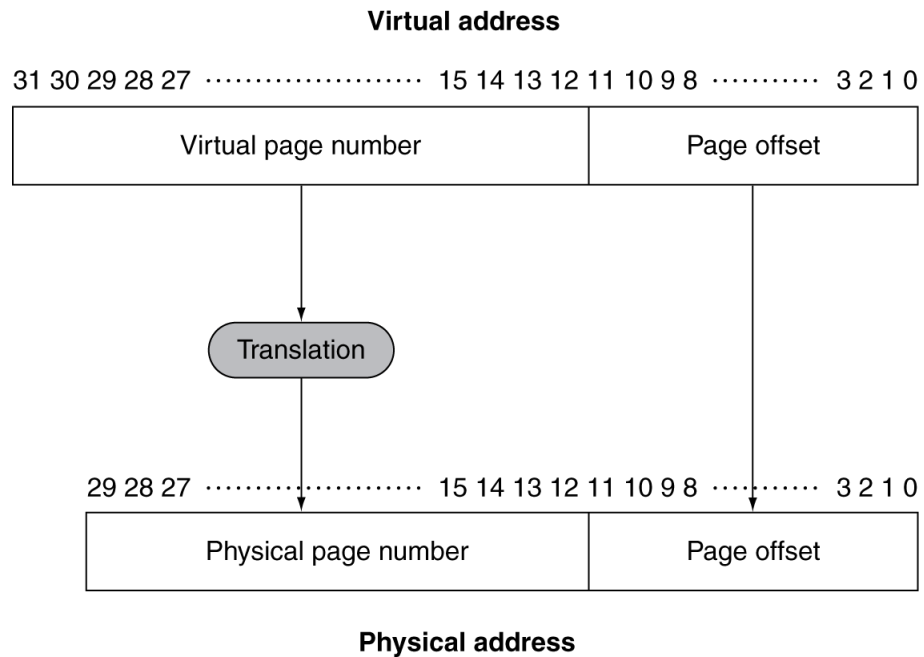 Virtual address
31 30 29 28 27 ······················ 15 14 13 12 11 10 9 8 ··········· 3 2 1 0
Virtual page number Page offset
Translation
29 28 27 ······················ 15 14 13 12 11 10 9 8 ··········· 3 2 1 0
Physical page number Page offset
Physical address